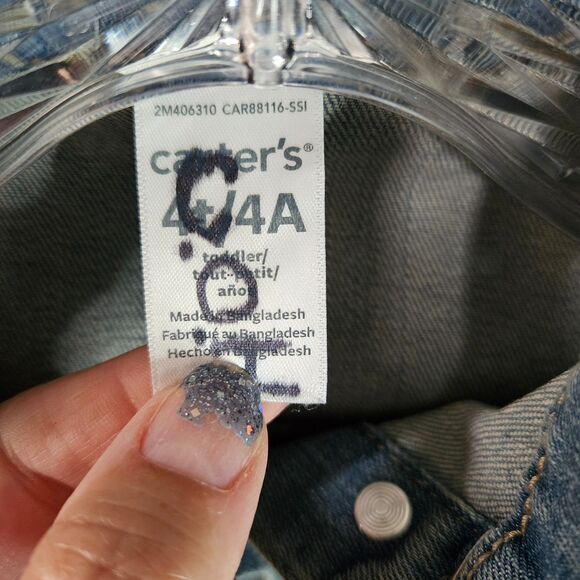 2M406310 CAR88116-SSI
carter's®
4t/4A
toddler/
tout-petit/
años
Made in Bangladesh
Fabriqué au Bangladesh
Hecho en Bangladesh